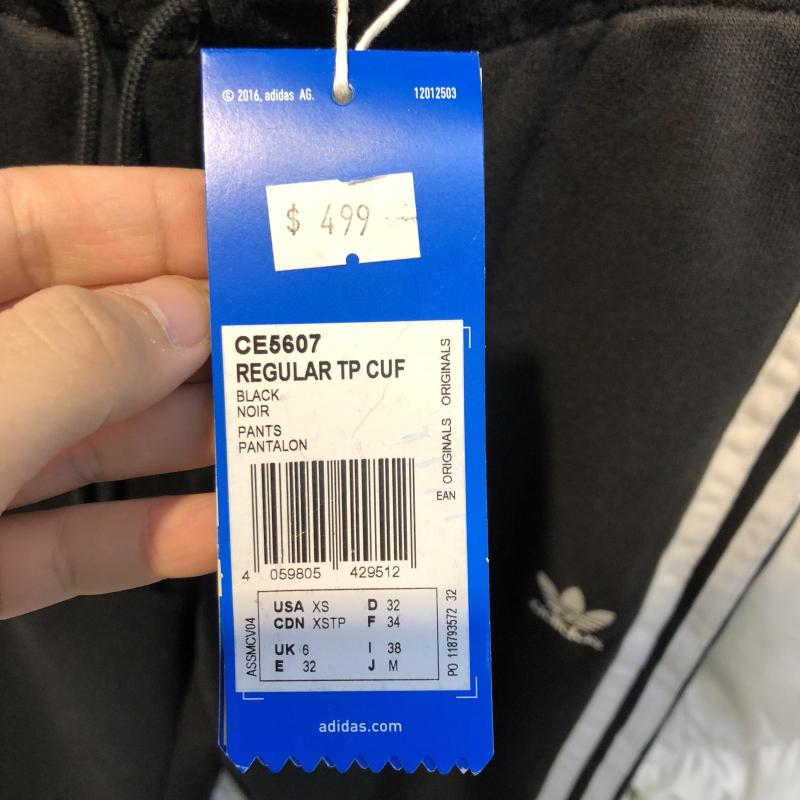 © 2016, adidas AG. 12012503
$ 499
CE5607
REGULAR TP CUF
BLACK
NOIR
PANTS
PANTALON
ORIGINALS ORIGINALS
EAN
4 059805 429512
ASSMCV04
USA XS D 32
CDN XSTP F 34
UK 6 I 38
E 32 J M
PO 118793572 32
adidas.com
adidas